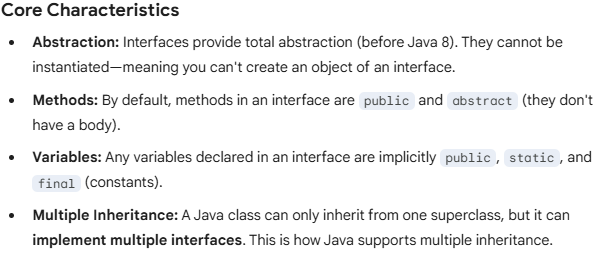 Core Characteristics
• Abstraction: Interfaces provide total abstraction (before Java 8). They cannot be
instantiated—meaning you can't create an object of an interface.
• Methods: By default, methods in an interface are public and abstract (they don't
have a body).
• Variables: Any variables declared in an interface are implicitly public, static, and
final (constants).
• Multiple Inheritance: A Java class can only inherit from one superclass, but it can
implement multiple interfaces. This is how Java supports multiple inheritance.